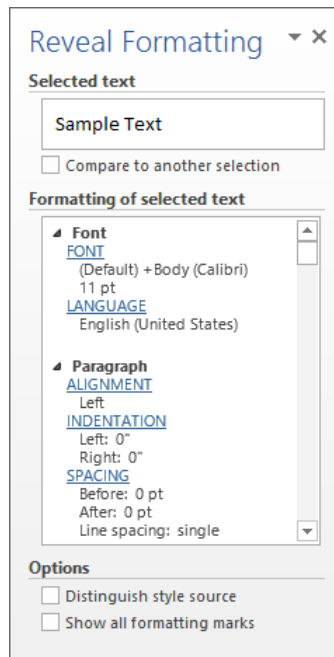 Reveal Formatting
Selected text
Sample Text
Compare to another selection
Formatting of selected text
Font
FONT
(Default) +Body (Calibri)
11 pt
LANGUAGE
English (United States)
Paragraph
ALIGNMENT
Left
INDENTATION
Left: 0"
Right: 0"
SPACING
Before: 0 pt
After: 0 pt
Line spacing: single
Options
Distinguish style source
Show all formatting marks